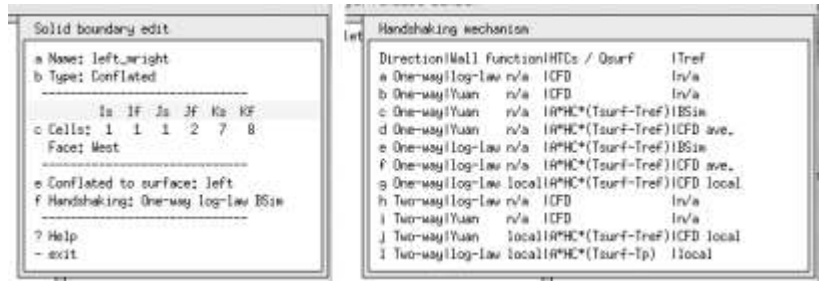 Solid boundary edit
a Name: left_wright
b Type: Conflated
Is If Js Jf Ks Kf
c Cells: 1 1 1 2 7 8
Face: West
e Conflated to surface: left
f Handshaking: One-way log-law BSim
? Help
- exit
let
Handshaking mechanism
Direction|Wall function|HTCs / Qsurf |Tref
a One-way|log-law n/a |CFD |n/a
b One-way|Yuan n/a |CFD |n/a
c One-way|Yuan n/a |A*HC*(Tsurf-Tref)|BSim
d One-way|Yuan n/a |A*HC*(Tsurf-Tref)|CFD ave.
e One-way|log-law n/a |A*HC*(Tsurf-Tref)|BSim
f One-way|log-law n/a |A*HC*(Tsurf-Tref)|CFD ave.
g One-way|log-law local|A*HC*(Tsurf-Tref)|CFD local
h Two-way|Yuan n/a |CFD |n/a
i Two-way|Yuan n/a |CFD |n/a
j Two-way|Yuan local|A*HC*(Tsurf-Tref)|CFD local
l Two-way|log-law local|A*HC*(Tsurf-Tp) |local